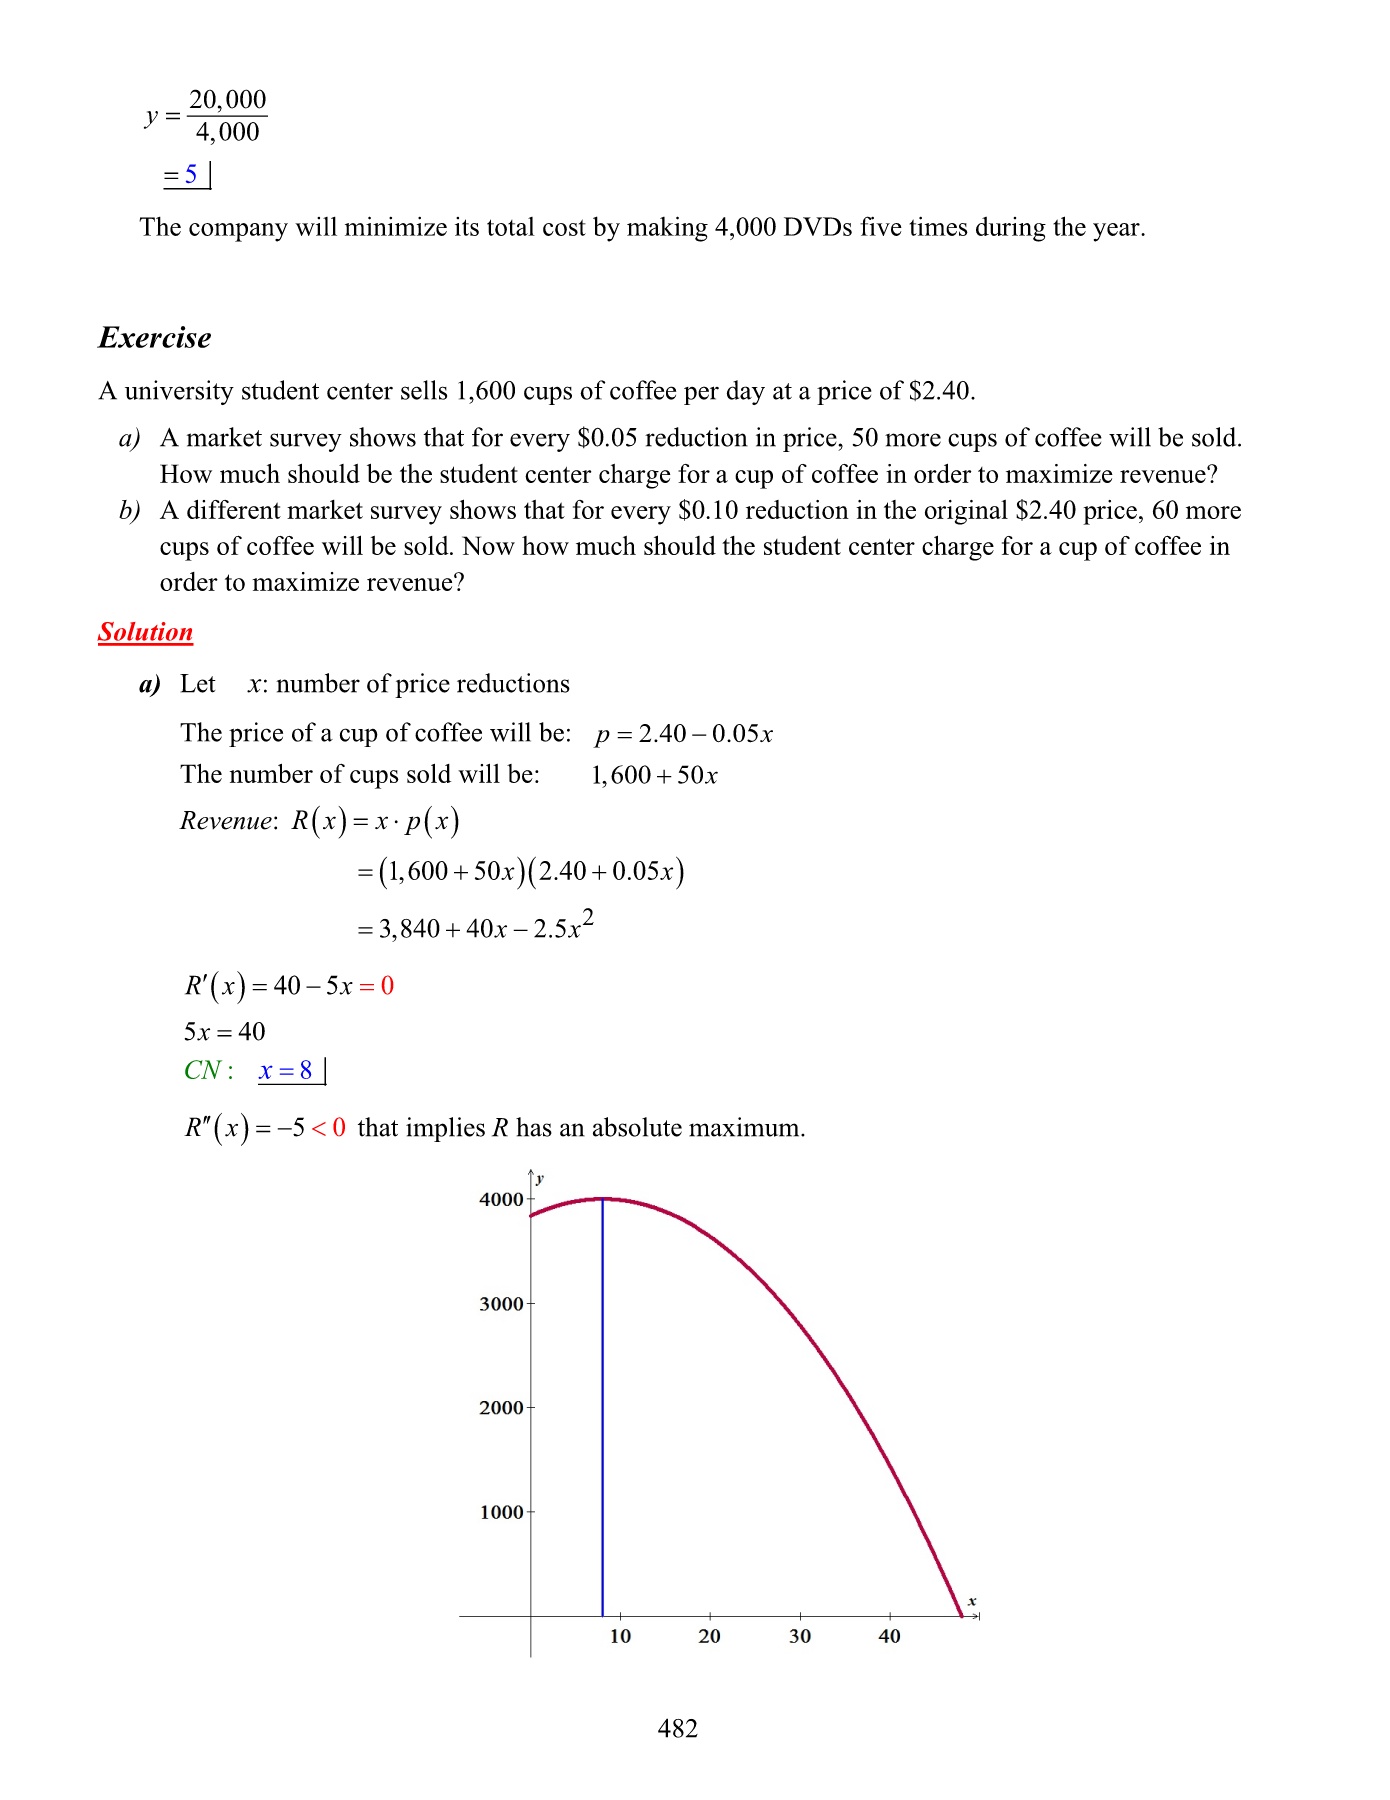 y = 20,000 / 4,000
= 5
The company will minimize its total cost by making 4,000 DVDs five times during the year.
Exercise
A university student center sells 1,600 cups of coffee per day at a price of $2.40.
a) A market survey shows that for every $0.05 reduction in price, 50 more cups of coffee will be sold.
How much should be the student center charge for a cup of coffee in order to maximize revenue?
b) A different market survey shows that for every $0.10 reduction in the original $2.40 price, 60 more
cups of coffee will be sold. Now how much should the student center charge for a cup of coffee in
order to maximize revenue?
Solution
a) Let x: number of price reductions
The price of a cup of coffee will be: p = 2.40 – 0.05x
The number of cups sold will be: 1,600 + 50x
Revenue: R(x) = x · p(x)
= (1,600 + 50x)(2.40 + 0.05x)
= 3,840 + 40x – 2.5x²
R′(x) = 40 – 5x = 0
5x = 40
CN : x = 8
R″(x) = –5 < 0 that implies R has an absolute maximum.
y
4000
3000
2000
1000
x
10 20 30 40
482